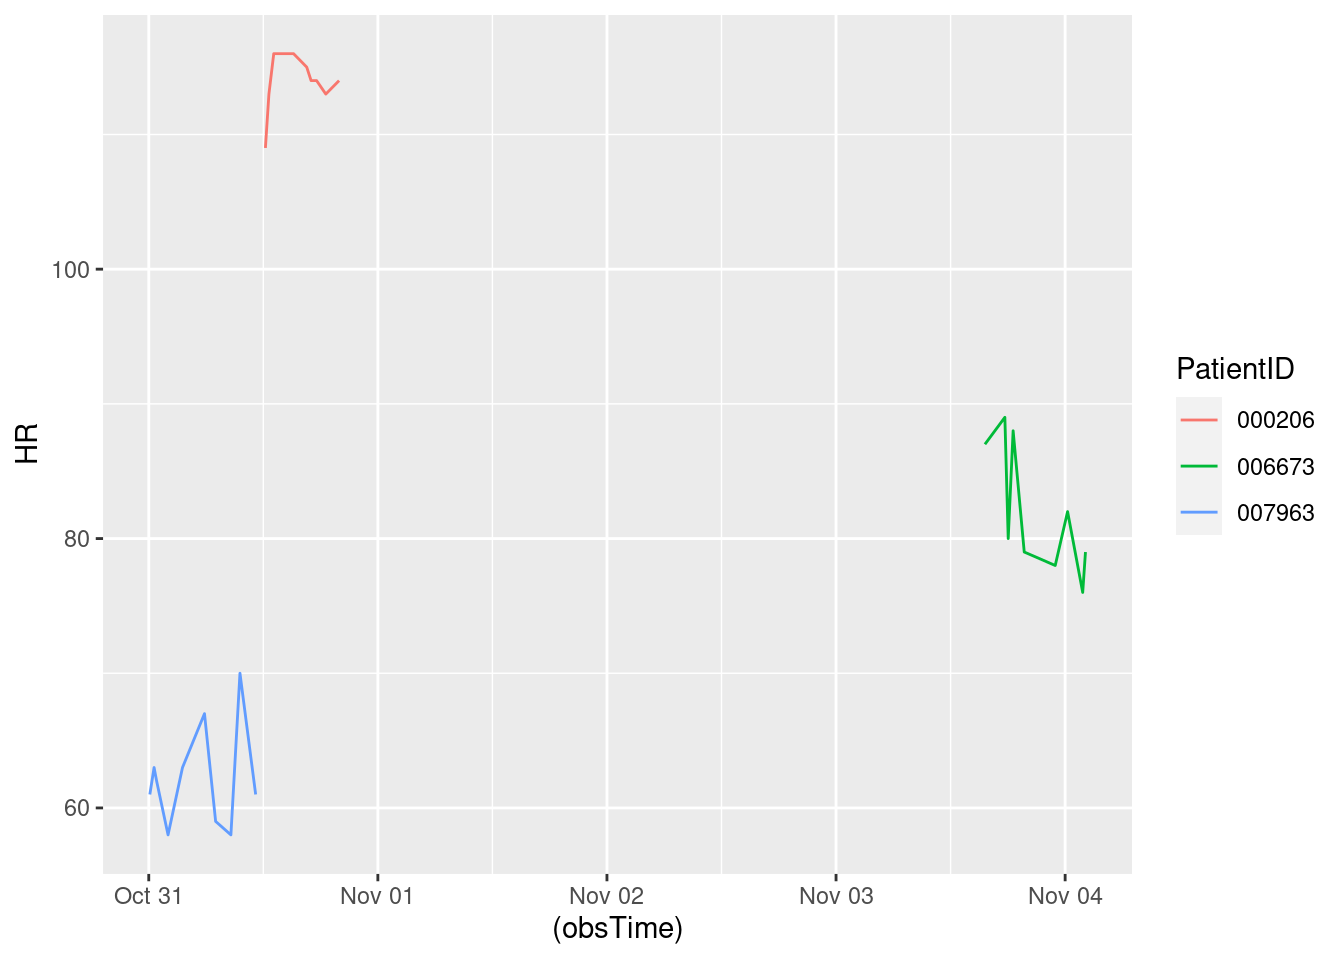 HR
100
80
60
Oct 31
Nov 01
Nov 02
Nov 03
Nov 04
(obsTime)
PatientID
000206
006673
007963